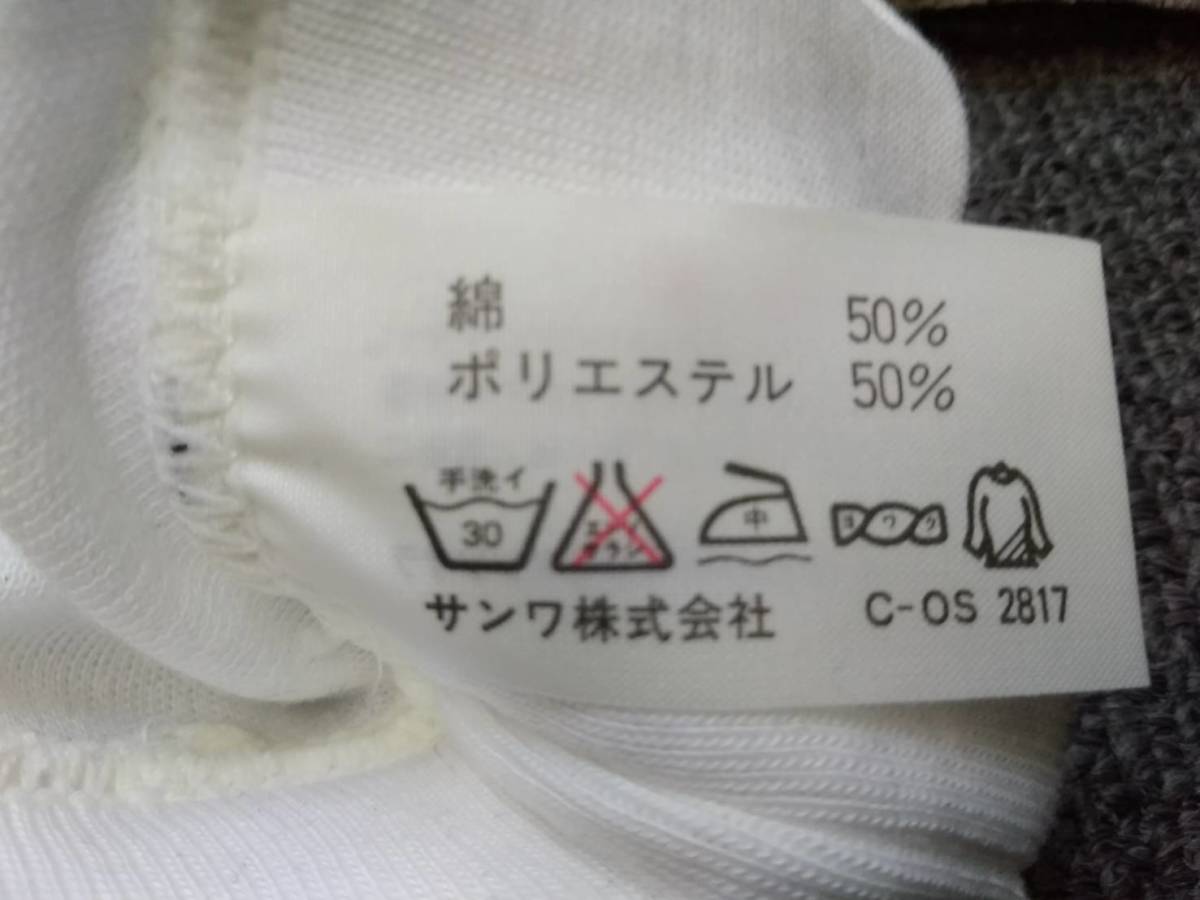 綿 50%
ポリエステル 50%
手洗イ
30
エンソ
サラシ
中
ヨワク
サンワ株式会社 C-OS 2817